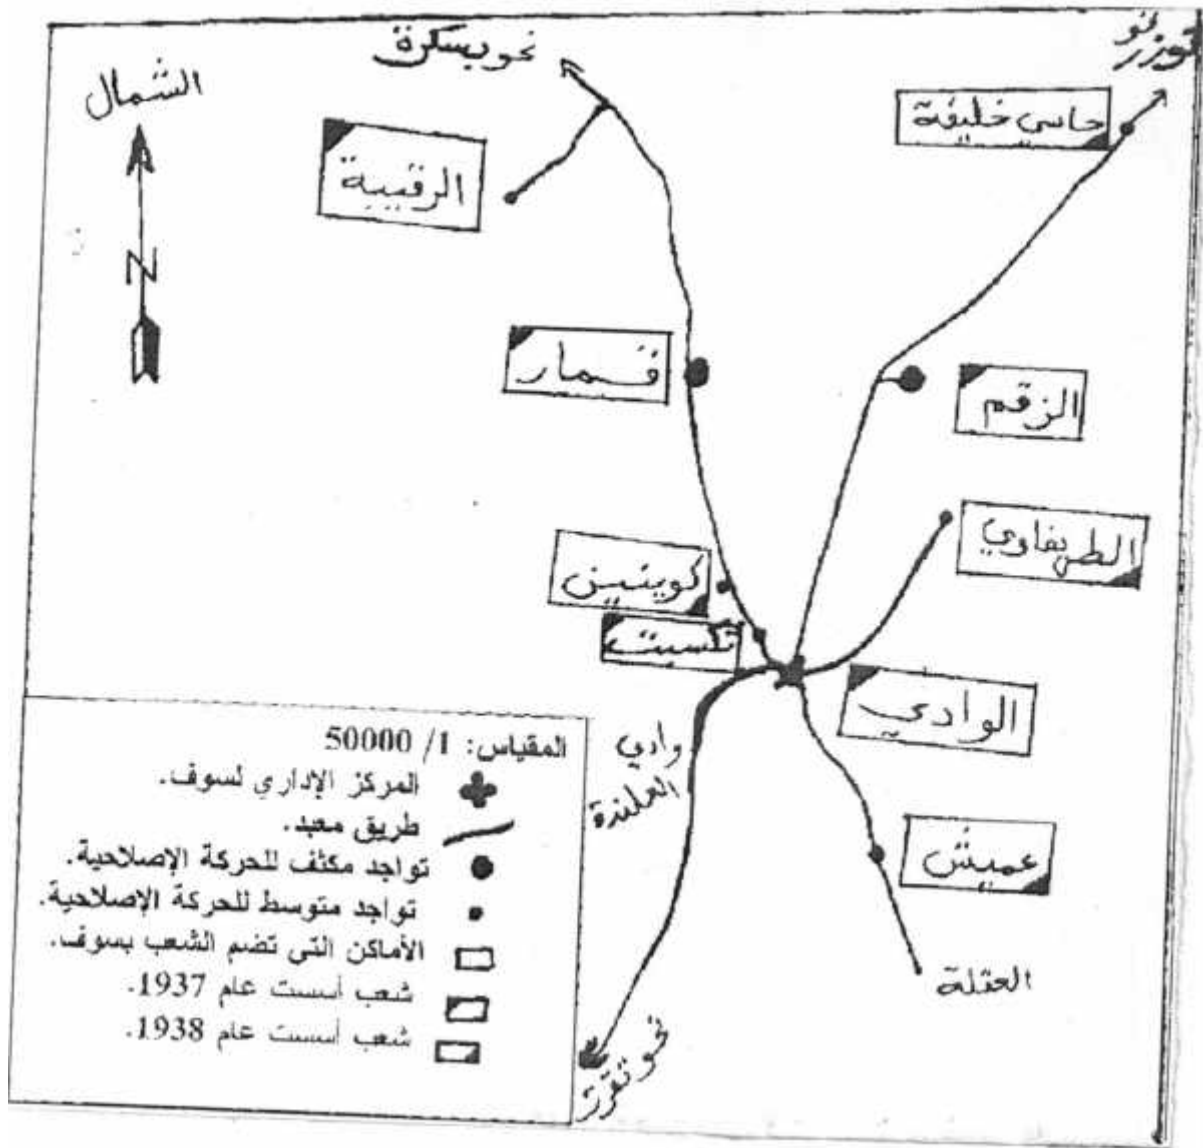 نحو بسكرة
نحو
توزر
الشمال
حاسي خليفة
الرقيبة
N
قمار
الزقم
الطريفاوي
كوينين
تكسبت
الوادي
وادي
العلندة
عميش
العقلة
نحو تقرت
المقياس: 1/ 50000
المركز الإداري لسوف.
طريق معبد.
تواجد مكثف للحركة الإصلاحية.
تواجد متوسط للحركة الإصلاحية.
الأماكن التي تضم الشعب بسوف.
شعب أسست عام 1937.
شعب أسست عام 1938.